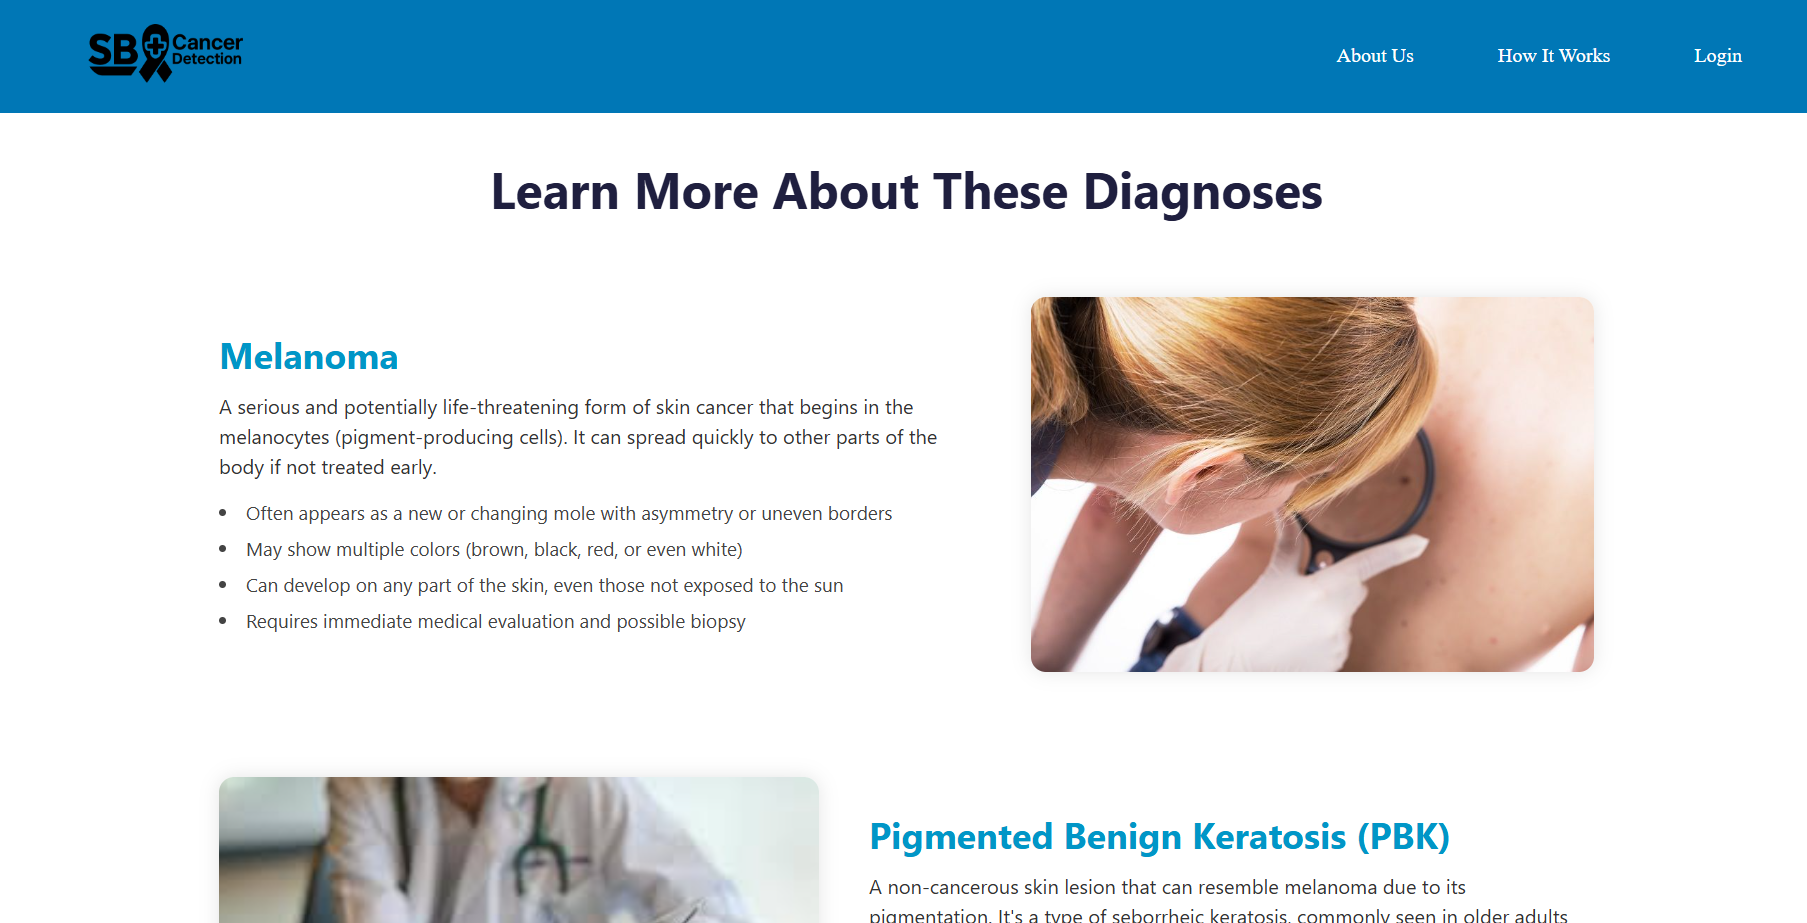 SB Cancer
Detection
About Us
How It Works
Login
Learn More About These Diagnoses
Melanoma
A serious and potentially life-threatening form of skin cancer that begins in the
melanocytes (pigment-producing cells). It can spread quickly to other parts of the
body if not treated early.
• Often appears as a new or changing mole with asymmetry or uneven borders
• May show multiple colors (brown, black, red, or even white)
• Can develop on any part of the skin, even those not exposed to the sun
• Requires immediate medical evaluation and possible biopsy
Pigmented Benign Keratosis (PBK)
A non-cancerous skin lesion that can resemble melanoma due to its
pigmentation. It's a type of seborrheic keratosis, commonly seen in older adults